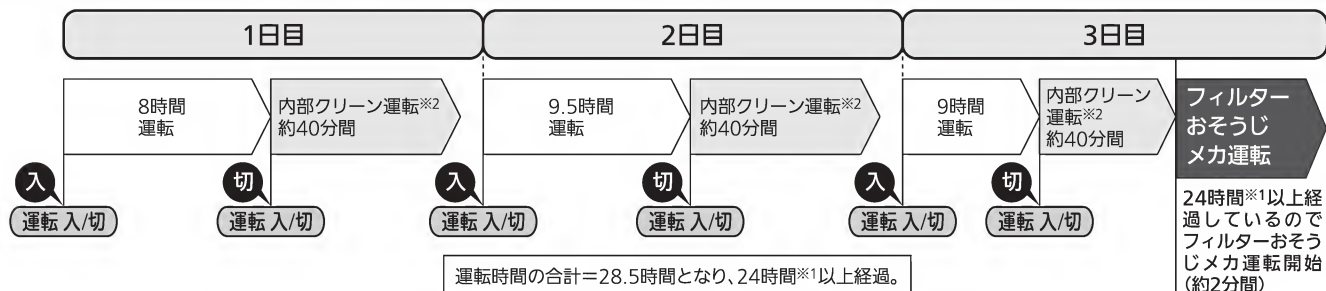 1日目
2日目
3日目
8時間
運転
内部クリーン運転※2
約40分間
9.5時間
運転
内部クリーン運転※2
約40分間
9時間
運転
内部クリーン
運転※2
約40分間
フィルター
おそうじ
メカ運転
入
運転 入/切
切
運転 入/切
入
運転 入/切
切
運転 入/切
入
運転 入/切
切
運転 入/切
24時間※1以上経
過しているので
フィルターおそう
じメカ運転開始
(約2分間)
運転時間の合計=28.5時間となり、24時間※1以上経過。